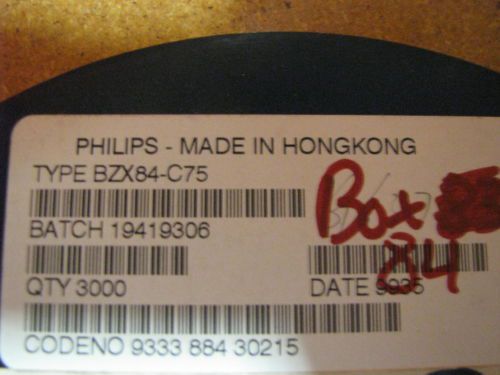 PHILIPS - MADE IN HONGKONG
TYPE BZX84-C75
BATCH 19419306
Box
84
QTY 3000
DATE 9935
CODENO 9333 884 30215